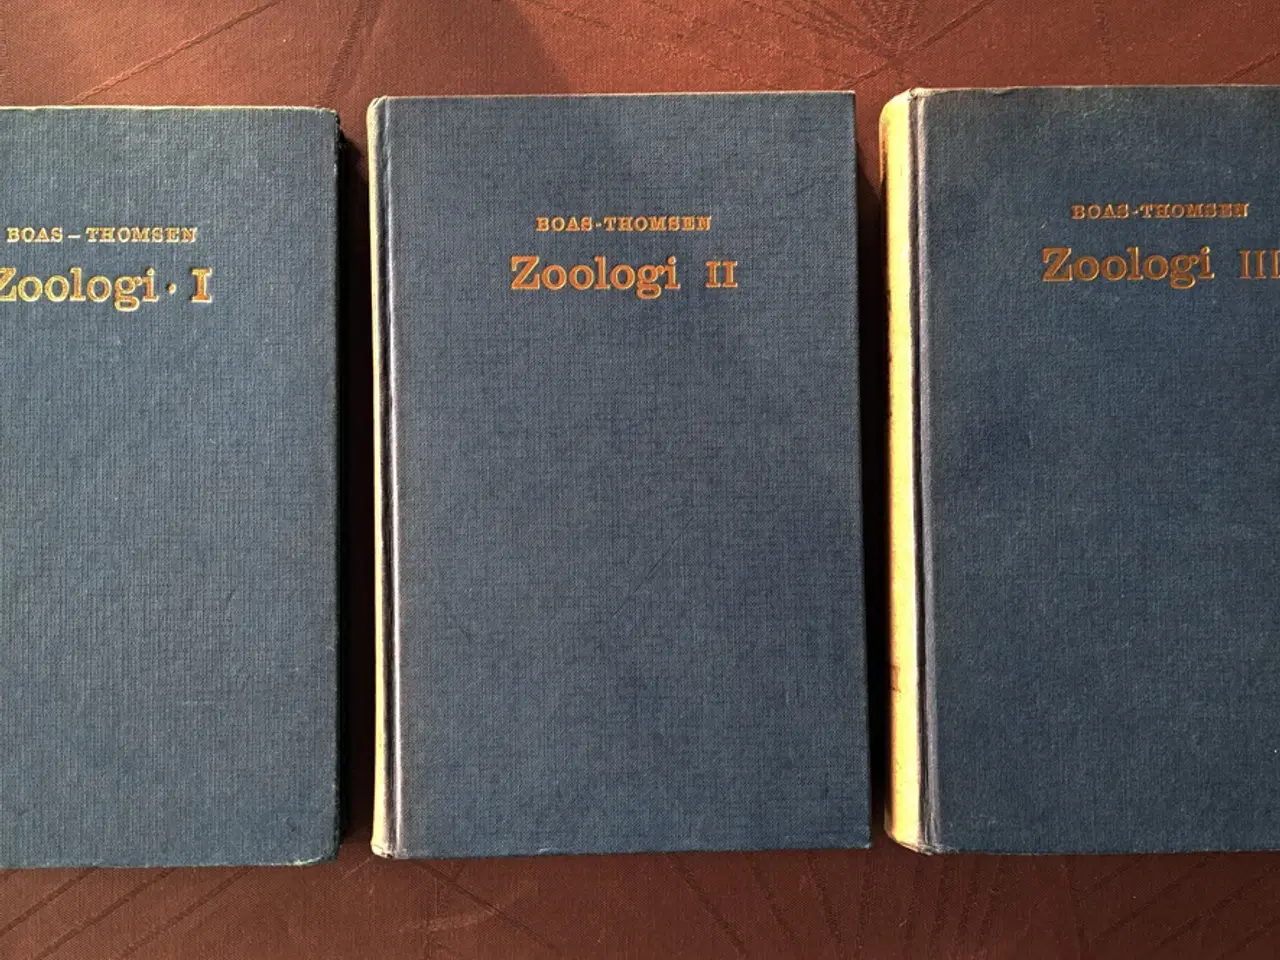 BOAS – THOMSEN
Zoologi · I
BOAS-THOMSEN
Zoologi II
BOAS-THOMSEN
Zoologi III